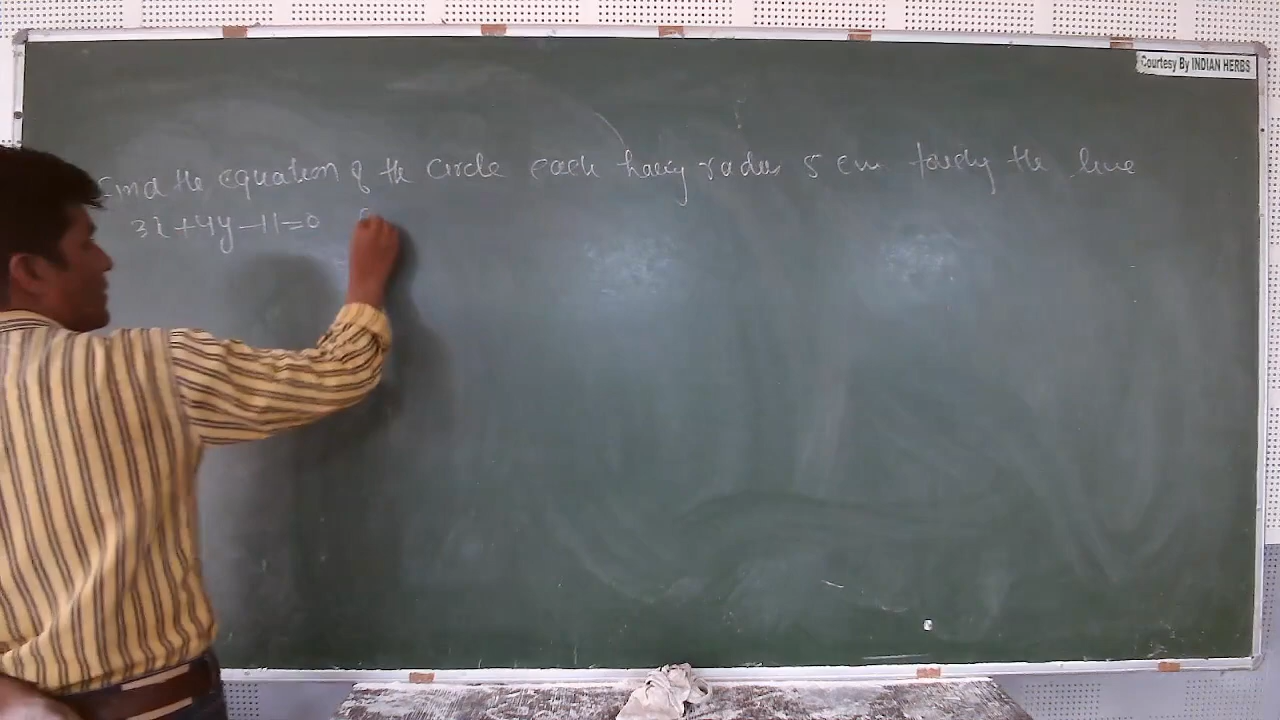 Courtesy By INDIAN HERBS
Find the equation of the circle each having radius 5 cm touching the line
3x+4y-11=0